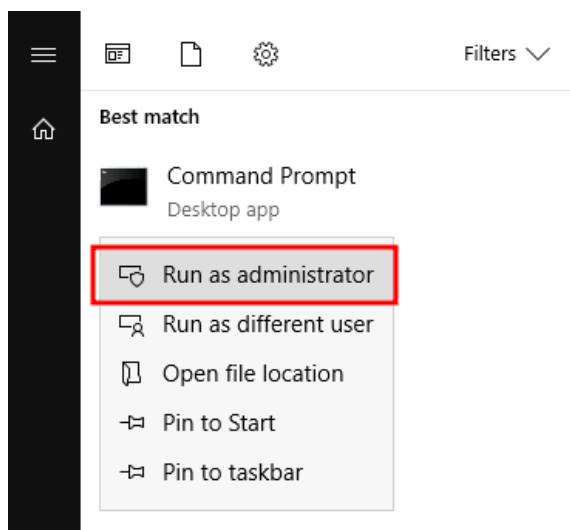 Filters
Best match
Command Prompt
Desktop app
Run as administrator
Run as different user
Open file location
Pin to Start
Pin to taskbar